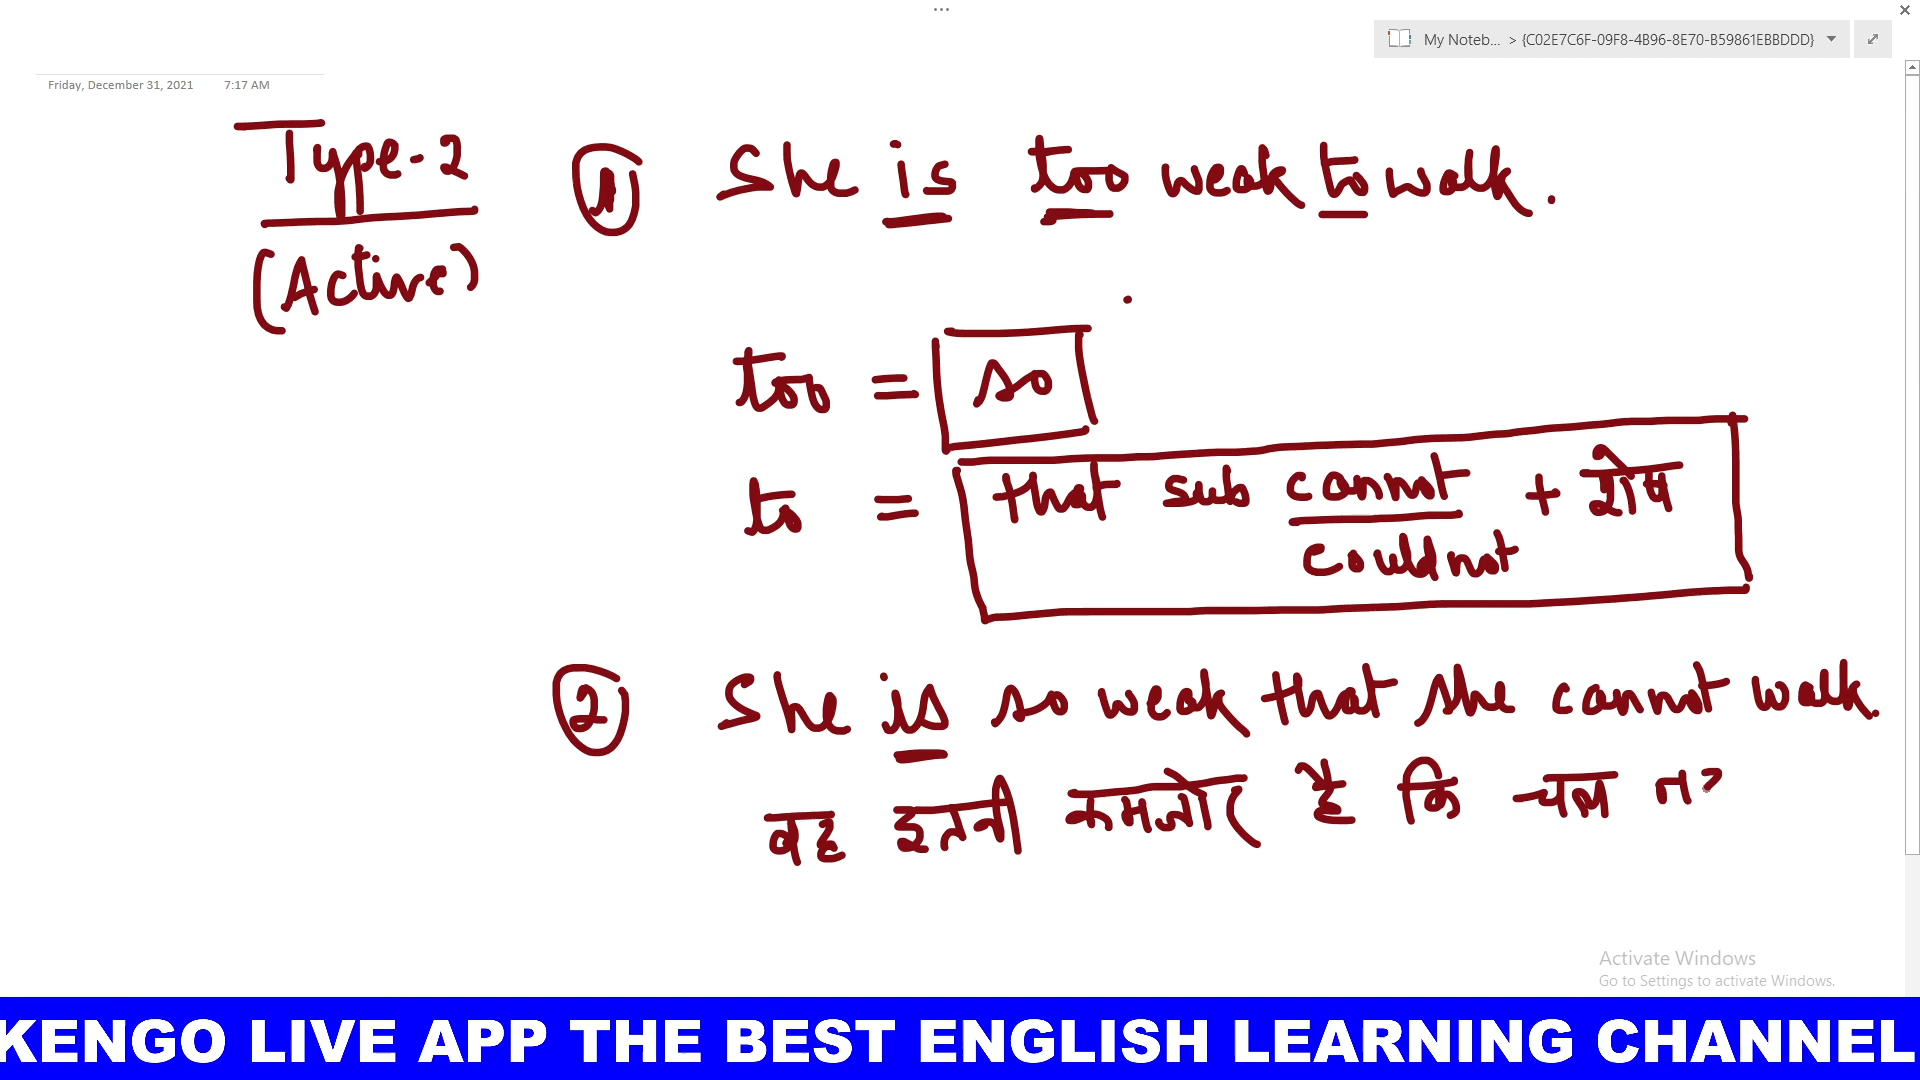 ...
My Noteb... > {C02E7C6F-09F8-4B96-8E70-B59861EBBDDD}
Friday, December 31, 2021 7:17 AM
Type-2
(Active)
1 She is too weak to walk.
too = so
to = that sub cannot + शेष
could not
2 She is so weak that she cannot walk.
वह इतनी कमजोर है कि चल
Activate Windows
Go to Settings to activate Windows.
KENGO LIVE APP THE BEST ENGLISH LEARNING CHANNEL